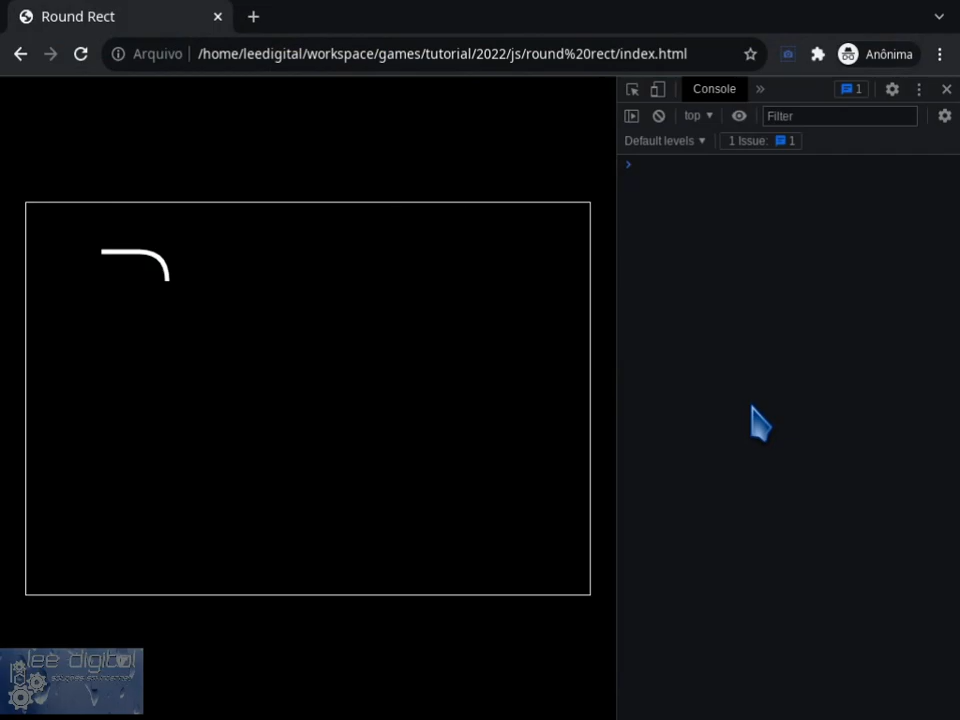 Round Rect
Arquivo /home/leedigital/workspace/games/tutorial/2022/js/round%20rect/index.html Anônima
Console » 1
top Filter
Default levels 1 Issue: 1
lee digital